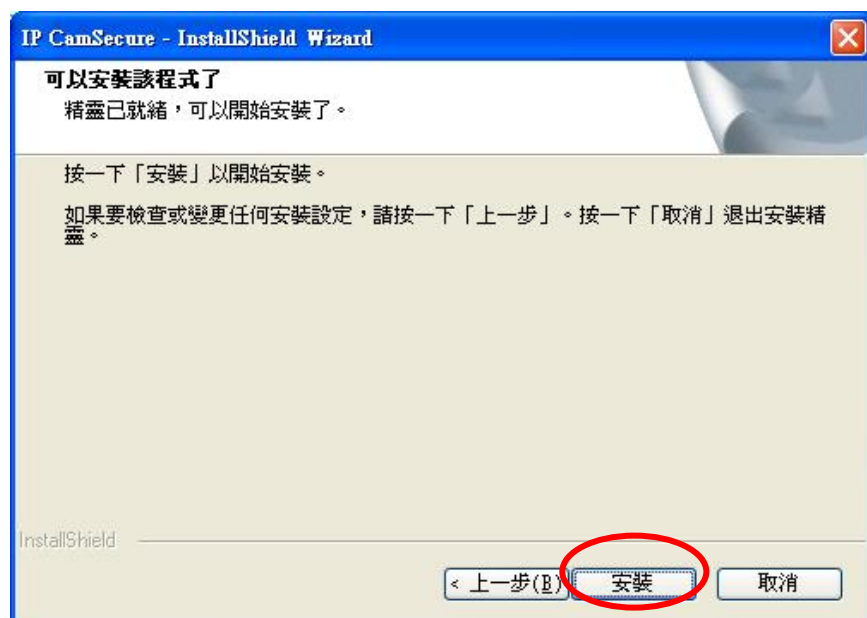 IP CamSecure - InstallShield Wizard
可以安裝該程式了
精靈已就緒，可以開始安裝了。
按一下「安裝」以開始安裝。
如果要檢查或變更任何安裝設定，請按一下「上一步」。按一下「取消」退出安裝精
靈。
InstallShield
< 上一步(B)
安裝
取消